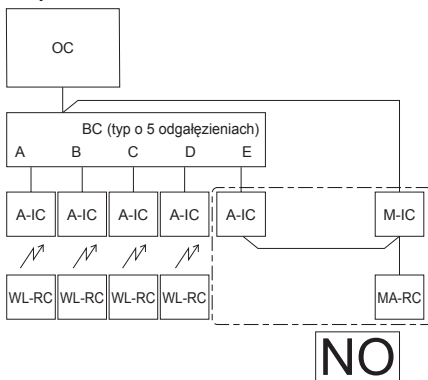 OC
BC (typ o 5 odgałęzieniach)
A B C D E
A-IC A-IC A-IC A-IC A-IC M-IC
WL-RC WL-RC WL-RC WL-RC MA-RC
NO